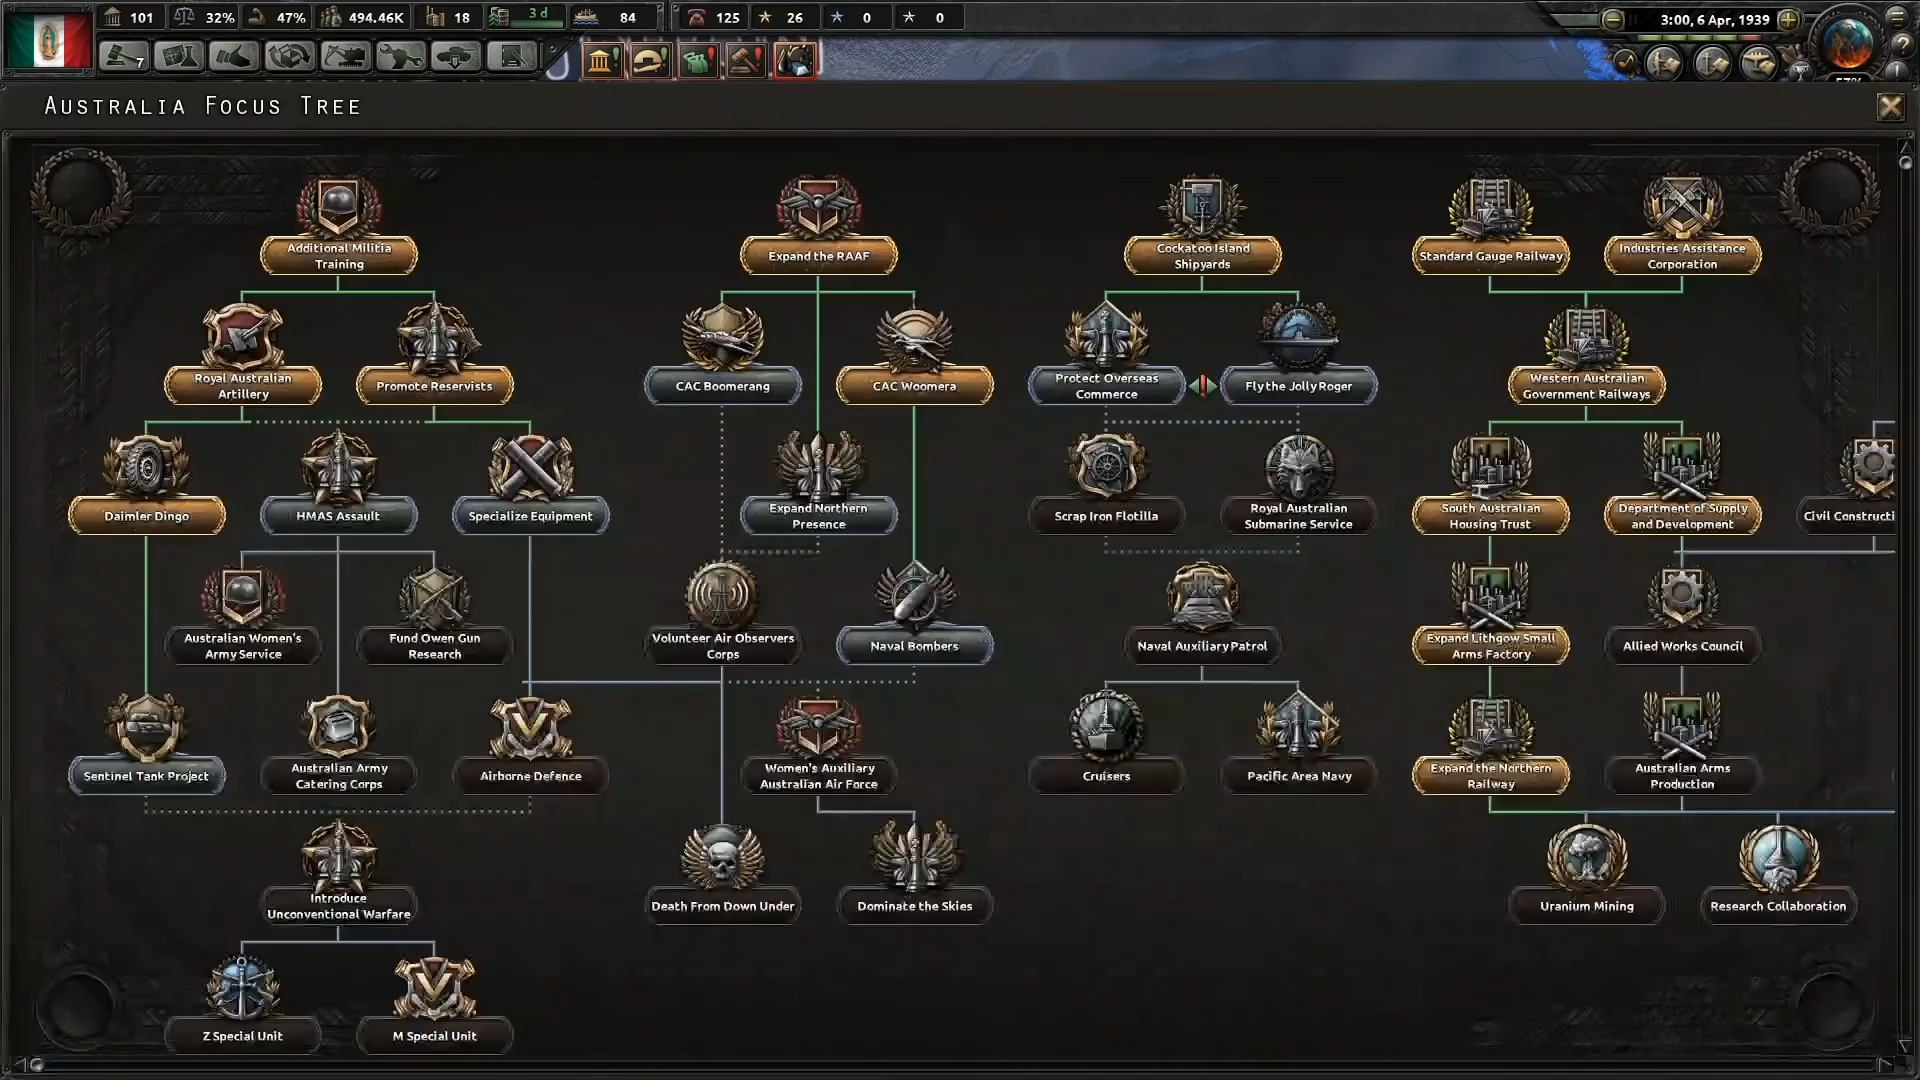 101 32% 47% 494.46K 18 3 d 84 125 26 0 0 3:00, 6 Apr, 1939
7
Australia Focus Tree
Additional Militia
Training
Expand the RAAF
Cockatoo Island
Shipyards
Standard Gauge Railway
Industries Assistance
Corporation
Royal Australian
Artillery
Promote Reservists
CAC Boomerang
CAC Woomera
Protect Overseas
Commerce
Fly the Jolly Roger
Western Australian
Government Railways
Daimler Dingo
HMAS Assault
Specialize Equipment
Expand Northern
Presence
Scrap Iron Flotilla
Royal Australian
Submarine Service
South Australian
Housing Trust
Department of Supply
and Development
Civil Constructi
Australian Women's
Army Service
Fund Owen Gun
Research
Volunteer Air Observers
Corps
Naval Bombers
Naval Auxiliary Patrol
Expand Lithgow Small
Arms Factory
Allied Works Council
Sentinel Tank Project
Australian Army
Catering Corps
Airborne Defence
Women's Auxiliary
Australian Air Force
Cruisers
Pacific Area Navy
Expand the Northern
Railway
Australian Arms
Production
Introduce
Unconventional Warfare
Death From Down Under
Dominate the Skies
Uranium Mining
Research Collaboration
Z Special Unit
M Special Unit